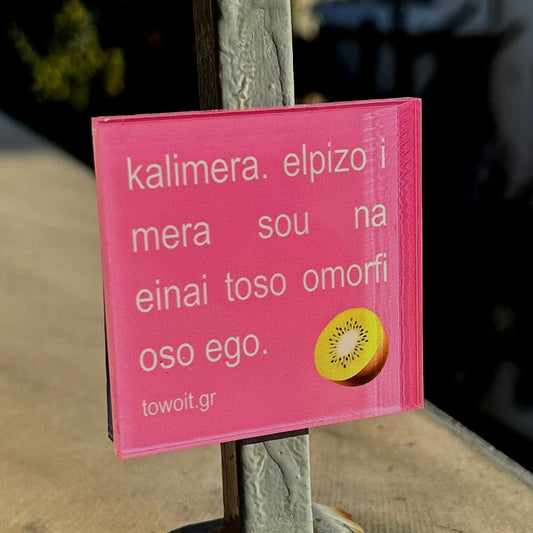 kalimera. elpizo i
mera sou na
einai toso omorfi
oso ego.
towoit.gr